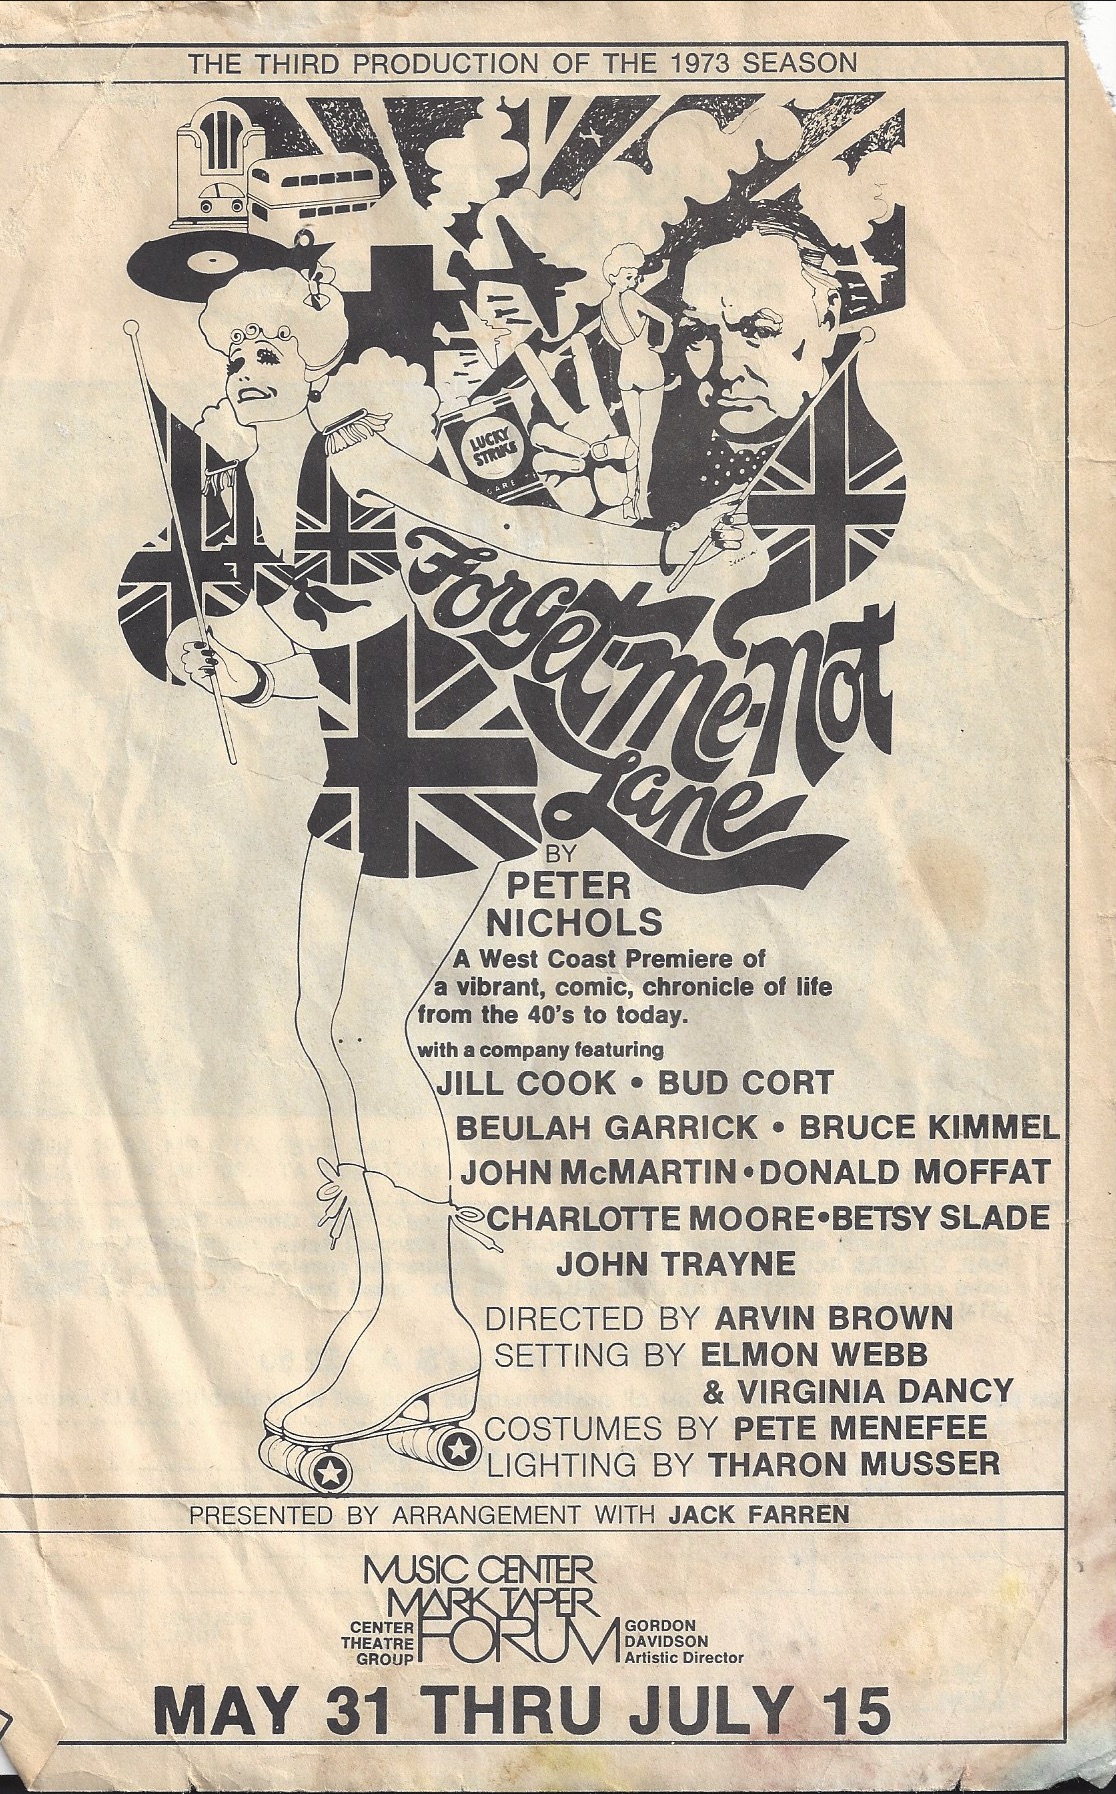 THE THIRD PRODUCTION OF THE 1973 SEASON
LUCKY
STRIKE
Forget-Me-Not
Lane
BY
PETER
NICHOLS
A West Coast Premiere of
a vibrant, comic, chronicle of life
from the 40's to today.
with a company featuring
JILL COOK • BUD CORT
BEULAH GARRICK • BRUCE KIMMEL
JOHN McMARTIN • DONALD MOFFAT
CHARLOTTE MOORE • BETSY SLADE
JOHN TRAYNE
DIRECTED BY ARVIN BROWN
SETTING BY ELMON WEBB
& VIRGINIA DANCY
COSTUMES BY PETE MENEFEE
LIGHTING BY THARON MUSSER
PRESENTED BY ARRANGEMENT WITH JACK FARREN
MUSIC CENTER
MARK TAPER
FORUM
CENTER
THEATRE
GROUP
GORDON
DAVIDSON
Artistic Director
MAY 31 THRU JULY 15